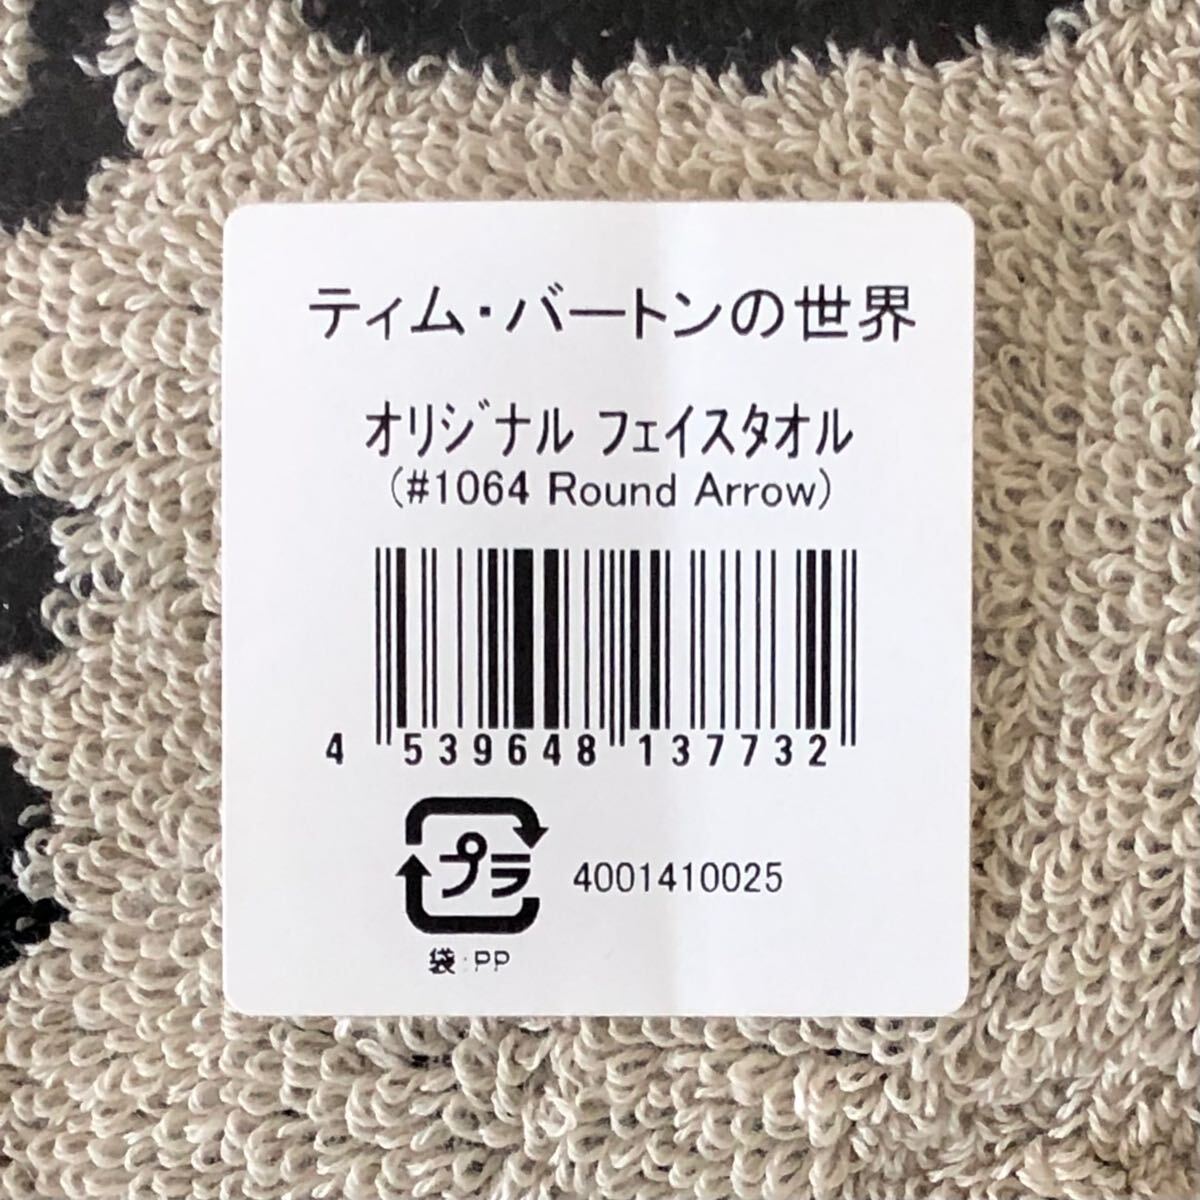 ティム・バートンの世界
オリジナル フェイスタオル
(#1064 Round Arrow)
4 539648 137732
プラ 4001410025
袋:PP